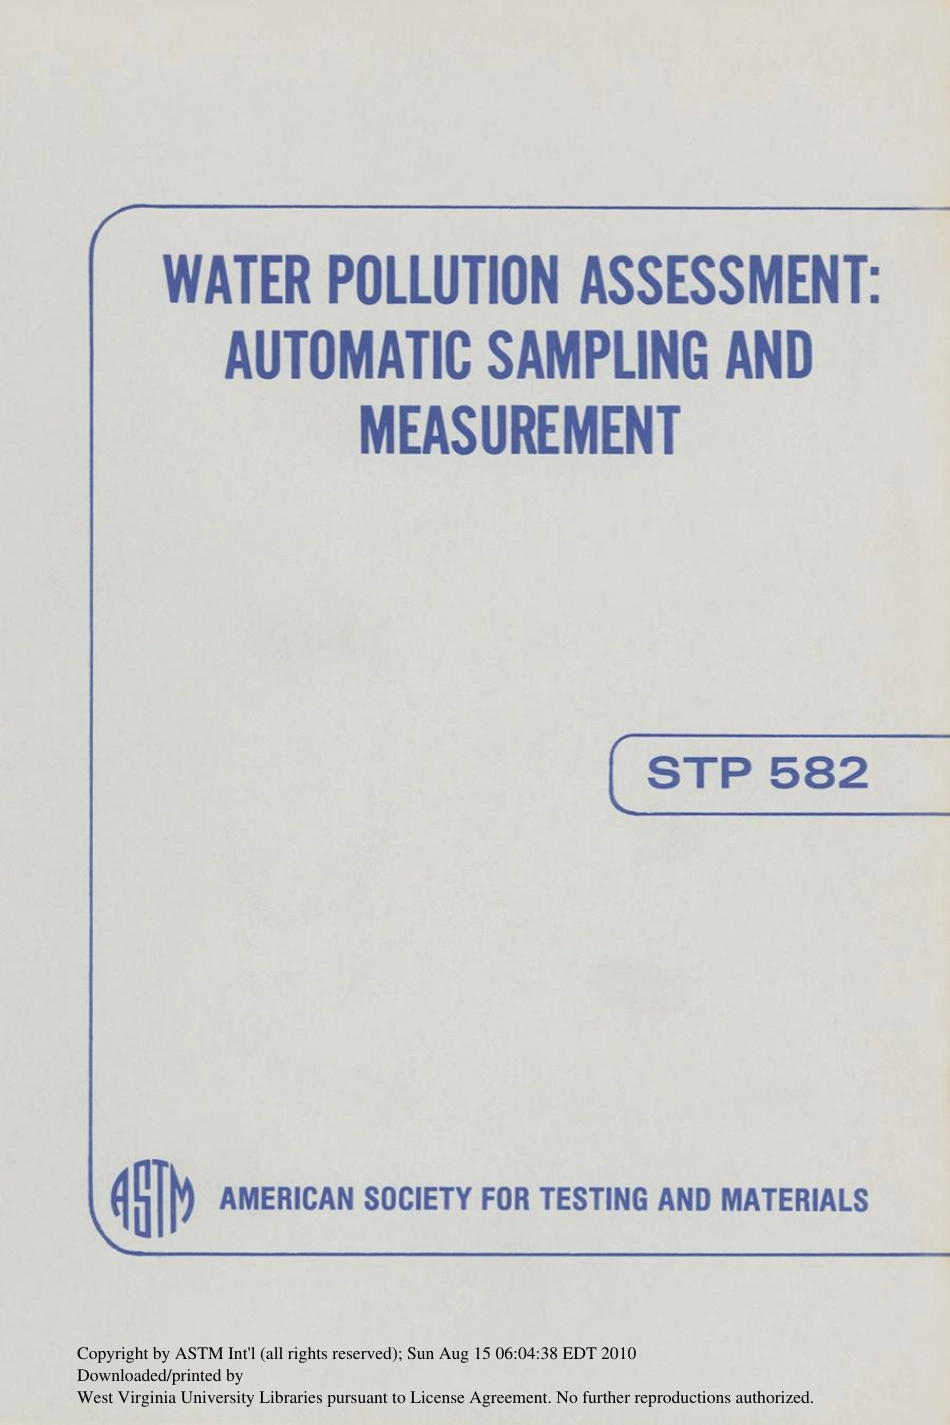 WATER POLLUTION ASSESSMENT:
AUTOMATIC SAMPLING AND
MEASUREMENT
STP 582
ASTM AMERICAN SOCIETY FOR TESTING AND MATERIALS
Copyright by ASTM Int'l (all rights reserved); Sun Aug 15 06:04:38 EDT 2010
Downloaded/printed by
West Virginia University Libraries pursuant to License Agreement. No further reproductions authorized.